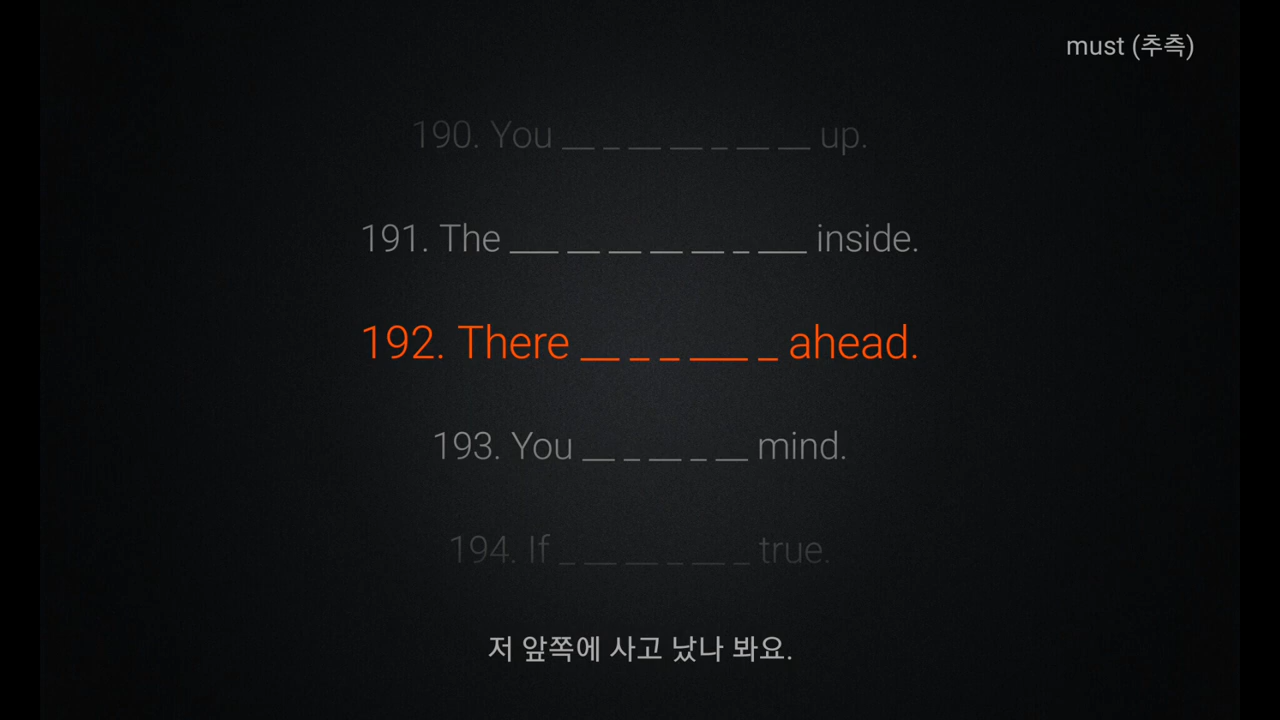 must (추측)
190. You __ _ __ __ _ __ __ up.
191. The ___ __ __ __ __ _ ___ inside.
192. There __ _ _ ___ _ ahead.
193. You __ _ __ _ __ mind.
194. If _ __ __ _ __ _ true.
저 앞쪽에 사고 났나 봐요.